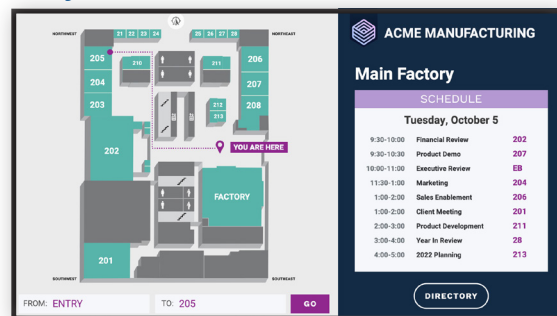 NORTHWEST
21 22 23 24
25 26 27 28
NORTHEAST
205
210
211
206
204
207
203
212
208
213
202
YOU ARE HERE
FACTORY
201
SOUTHWEST
SOUTHEAST
FROM: ENTRY
TO: 205
GO
ACME MANUFACTURING
Main Factory
SCHEDULE
Tuesday, October 5
9:30-10:00 Financial Review 202
9:30-10:30 Product Demo 207
10:00-11:00 Executive Review EB
11:30-1:00 Marketing 204
1:00-2:00 Sales Enablement 206
1:00-2:00 Client Meeting 201
2:00-3:00 Product Development 211
3:00-4:00 Year In Review 28
4:00-5:00 2022 Planning 213
DIRECTORY